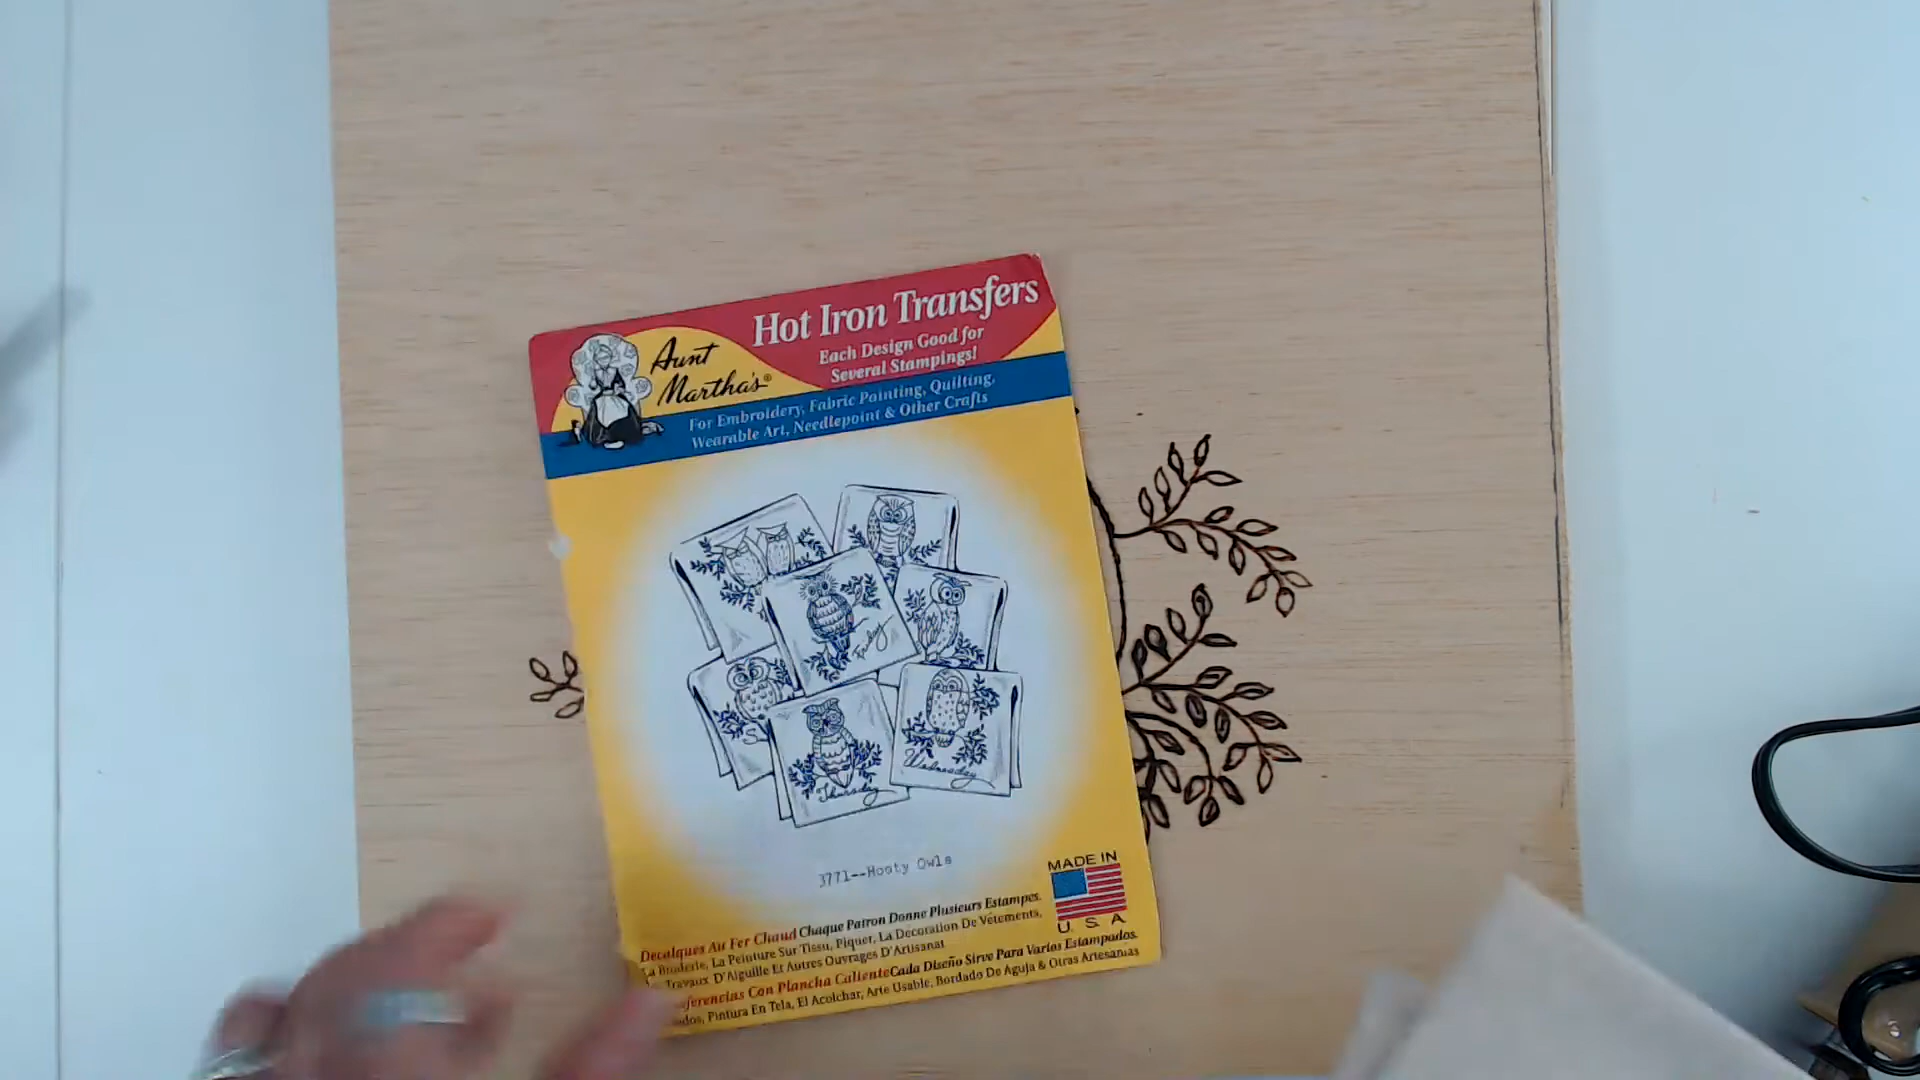 Hot Iron Transfers
Each Design Good for
Several Stampings!
Aunt
Martha's®
For Embroidery, Fabric Painting, Quilting,
Wearable Art, Needlepoint & Other Crafts
Friday
Wednesday
Thursday
3771--Hooty Owls
MADE IN
U. S. A
Decalques Au Fer Chaud Chaque Patron Donne Plusieurs Estampes.
La Broderie, La Peinture Sur Tissu, Piquer, La Decoration De Vétements,
Travaux D'Aiguille Et Autres Ouvrages D'Artisanat
Con Plancha Caliente Cada Diseño Sirve Para Varios Estampados.
Pintura En Tela, El Acolchar, Arte Usable, Bordado De Aguja & Otras Artesanias